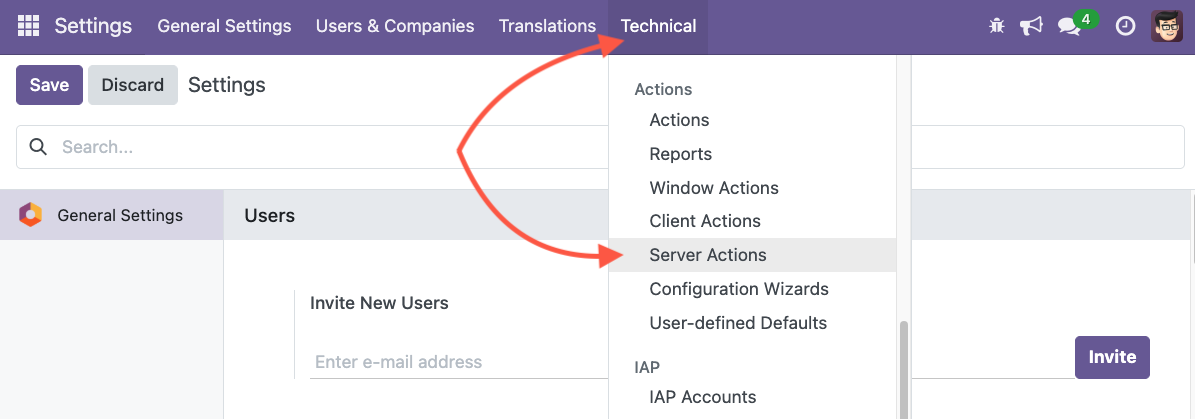 Settings General Settings Users & Companies Translations Technical 4
Save Discard Settings
Search...
General Settings
Users
Invite New Users
Enter e-mail address
Invite
Actions
Actions
Reports
Window Actions
Client Actions
Server Actions
Configuration Wizards
User-defined Defaults
IAP
IAP Accounts